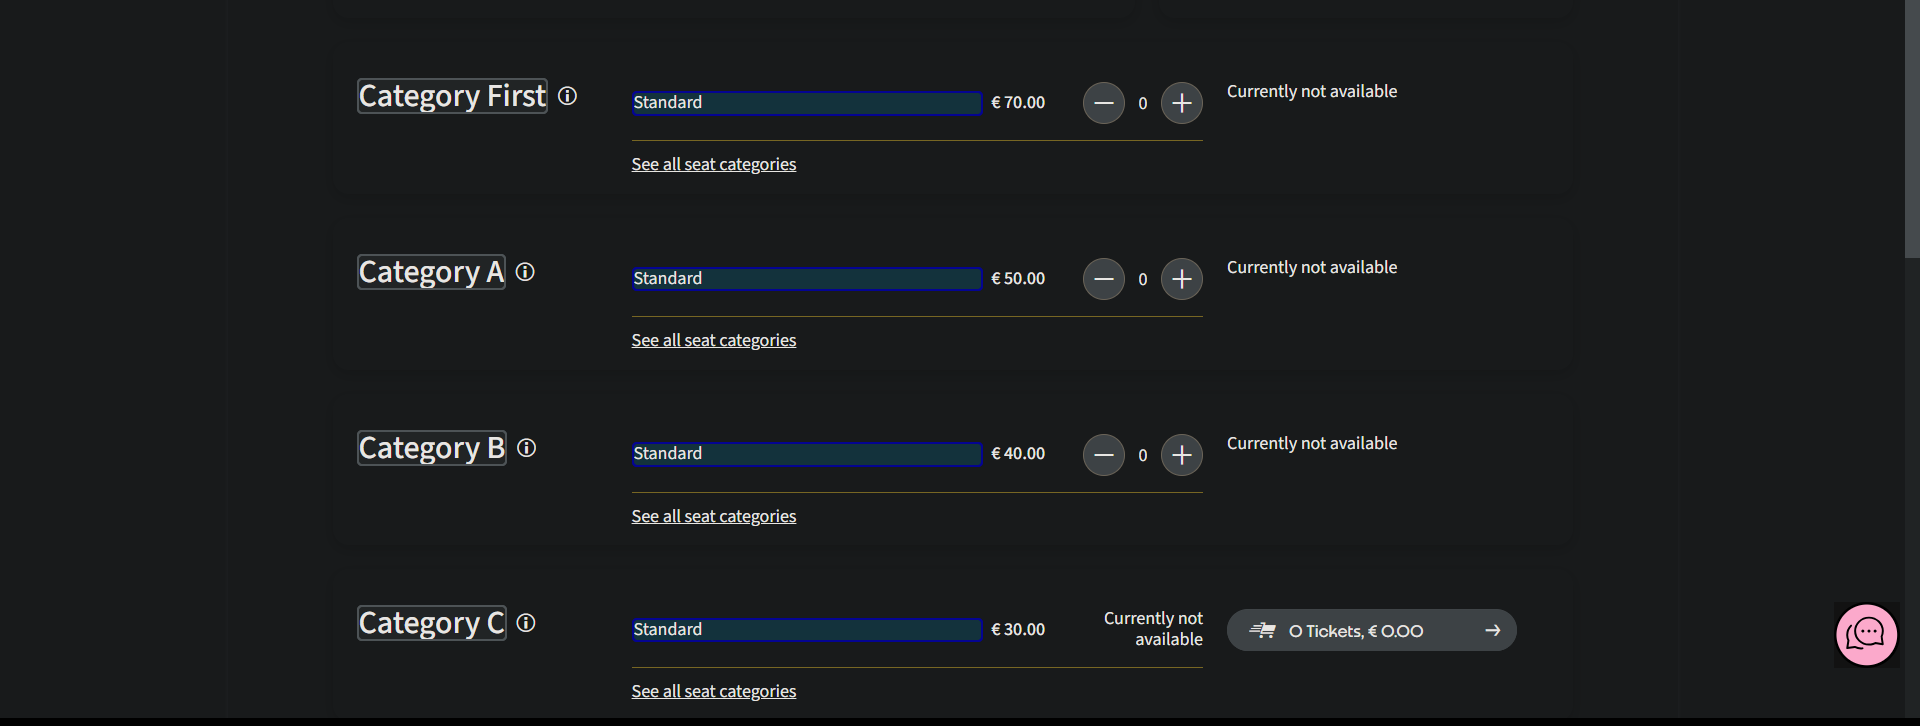 Category First
Standard € 70.00 0 Currently not available
See all seat categories
Category A
Standard € 50.00 0 Currently not available
See all seat categories
Category B
Standard € 40.00 0 Currently not available
See all seat categories
Category C
Standard € 30.00
Currently not
available
0 Tickets, € 0.00
See all seat categories